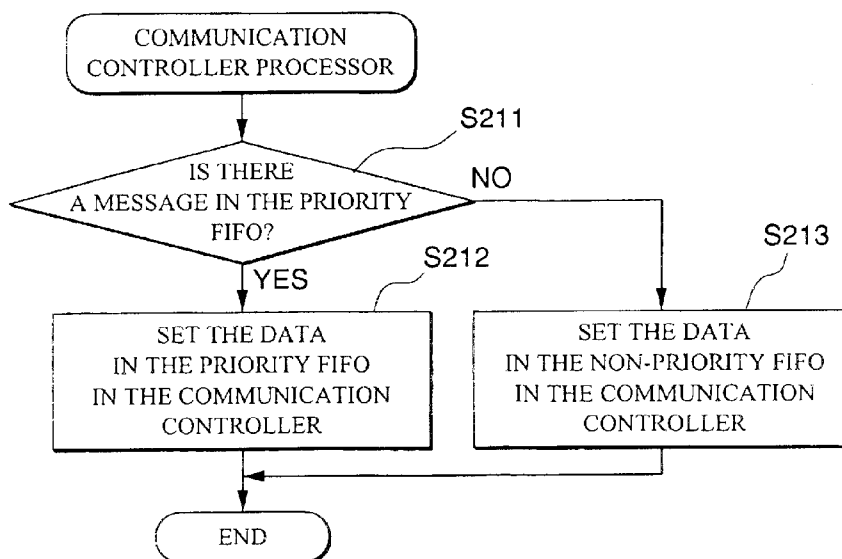 COMMUNICATION
CONTROLLER PROCESSOR
S211
IS THERE
A MESSAGE IN THE PRIORITY
FIFO?
NO
YES
S212
S213
SET THE DATA
IN THE PRIORITY FIFO
IN THE COMMUNICATION
CONTROLLER
SET THE DATA
IN THE NON-PRIORITY FIFO
IN THE COMMUNICATION
CONTROLLER
END